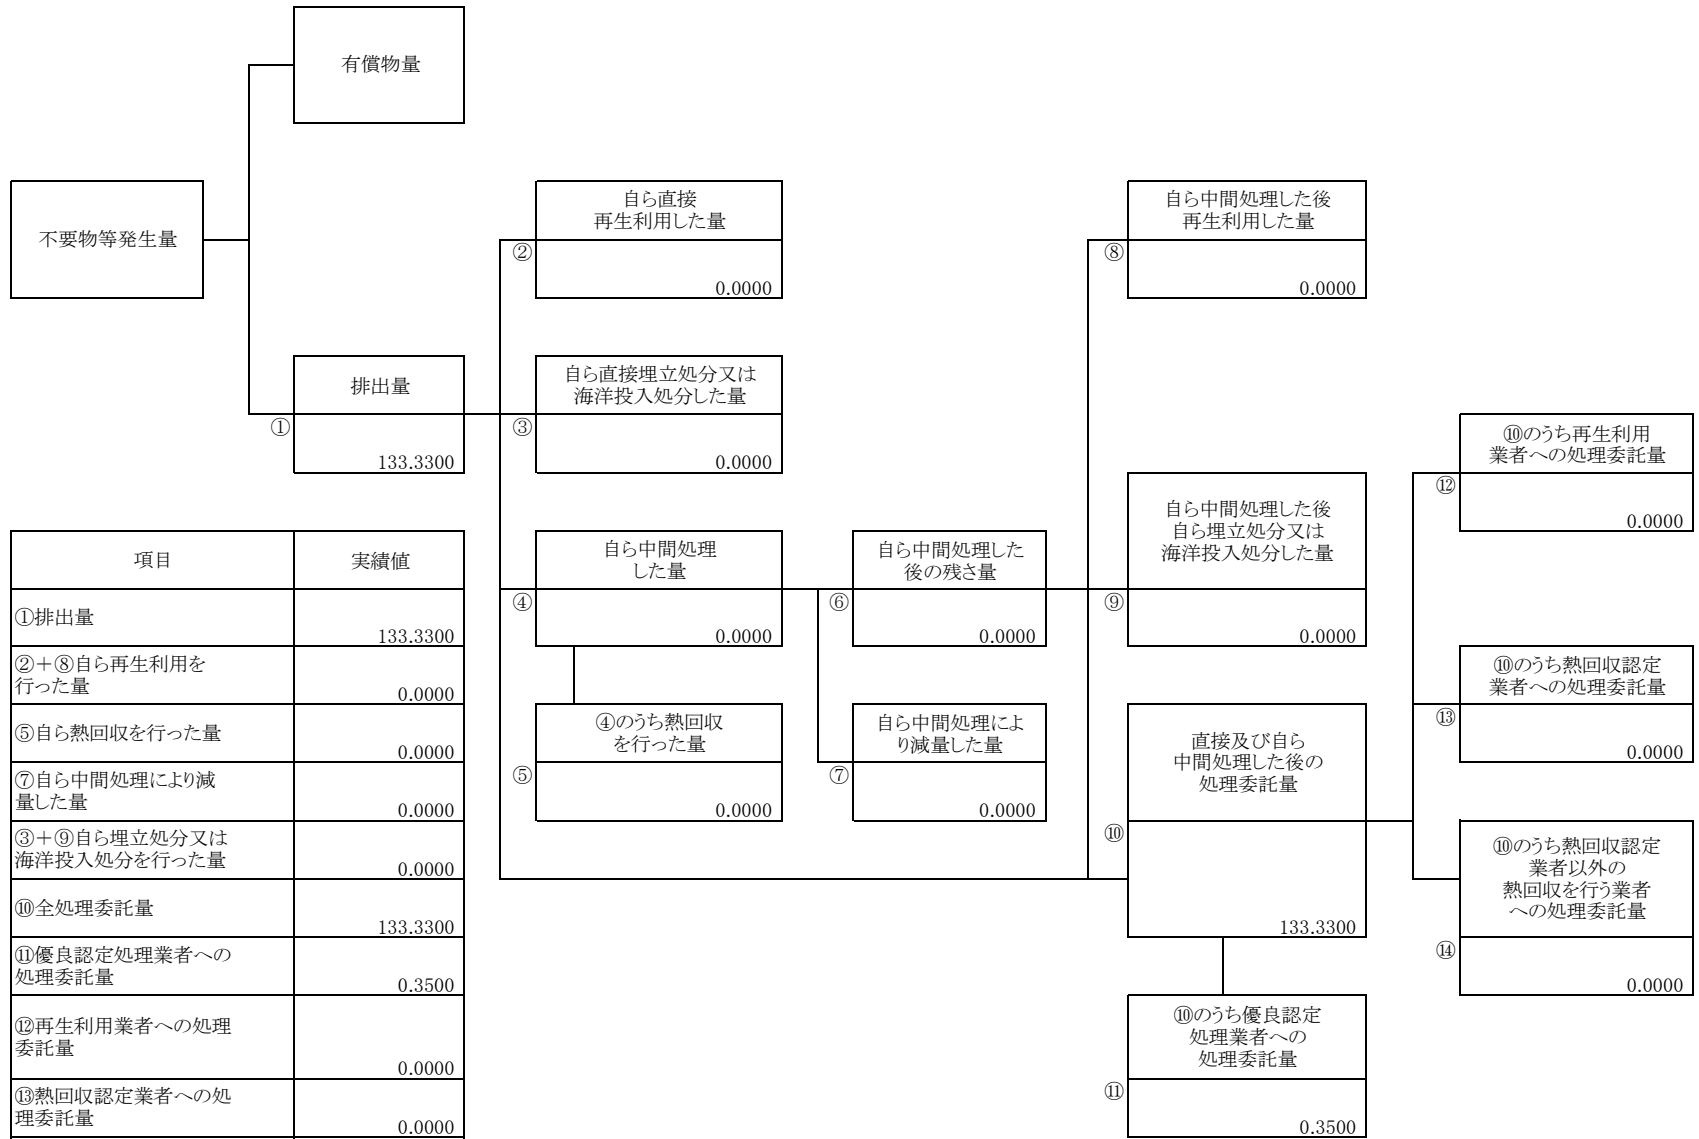 有償物量
不要物等発生量
自ら直接
再生利用した量
②
0.0000
自ら中間処理した後
再生利用した量
⑧
0.0000
排出量
①
133.3300
自ら直接埋立処分又は
海洋投入処分した量
③
0.0000
⑩のうち再生利用
業者への処理委託量
⑫
0.0000
自ら中間処理
した量
④
0.0000
自ら中間処理した
後の残さ量
⑥
0.0000
自ら中間処理した後
自ら埋立処分又は
海洋投入処分した量
⑨
0.0000
⑩のうち熱回収認定
業者への処理委託量
⑬
0.0000
④のうち熱回収
を行った量
⑤
0.0000
自ら中間処理によ
り減量した量
⑦
0.0000
直接及び自ら
中間処理した後の
処理委託量
⑩
133.3300
⑩のうち熱回収認定
業者以外の
熱回収を行う業者
への処理委託量
⑭
0.0000
⑩のうち優良認定
処理業者への
処理委託量
⑪
0.3500
項目 実績値
①排出量
133.3300
②＋⑧自ら再生利用を
行った量
0.0000
⑤自ら熱回収を行った量
0.0000
⑦自ら中間処理により減
量した量
0.0000
③＋⑨自ら埋立処分又は
海洋投入処分を行った量
0.0000
⑩全処理委託量
133.3300
⑪優良認定処理業者への
処理委託量
0.3500
⑫再生利用業者への処理
委託量
0.0000
⑬熱回収認定業者への処
理委託量
0.0000